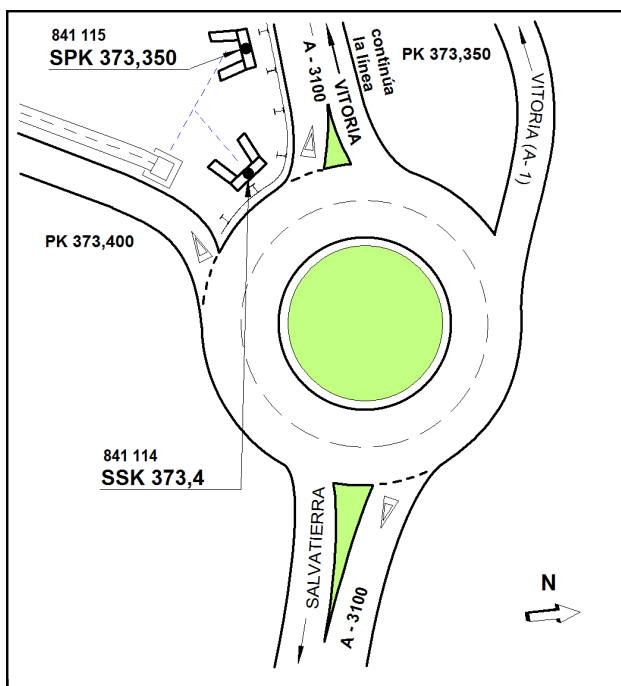 841 115
SPK 373,350
A - 3100
VITORIA
continúa
la línea
PK 373,350
VITORIA (A- 1)
PK 373,400
841 114
SSK 373,4
SALVATIERRA
A - 3100
N